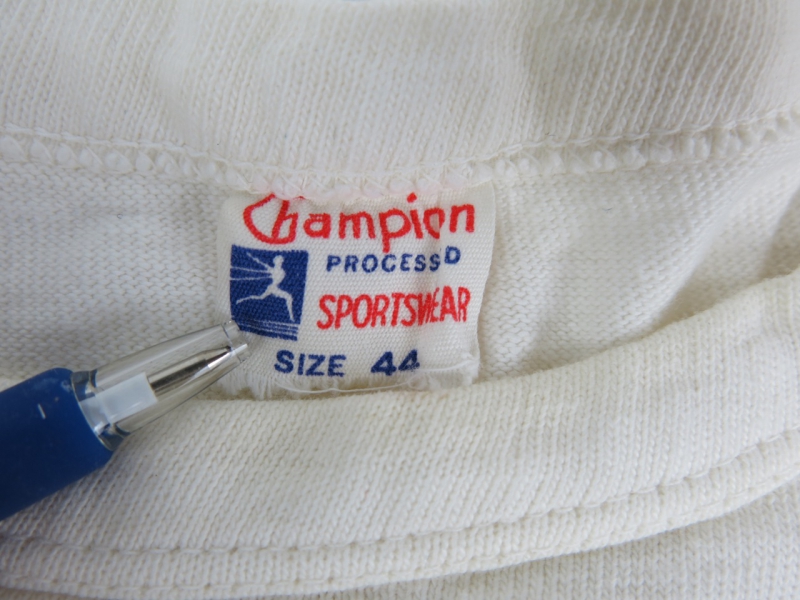 Champion
PROCESSED
SPORTSWEAR
SIZE 44